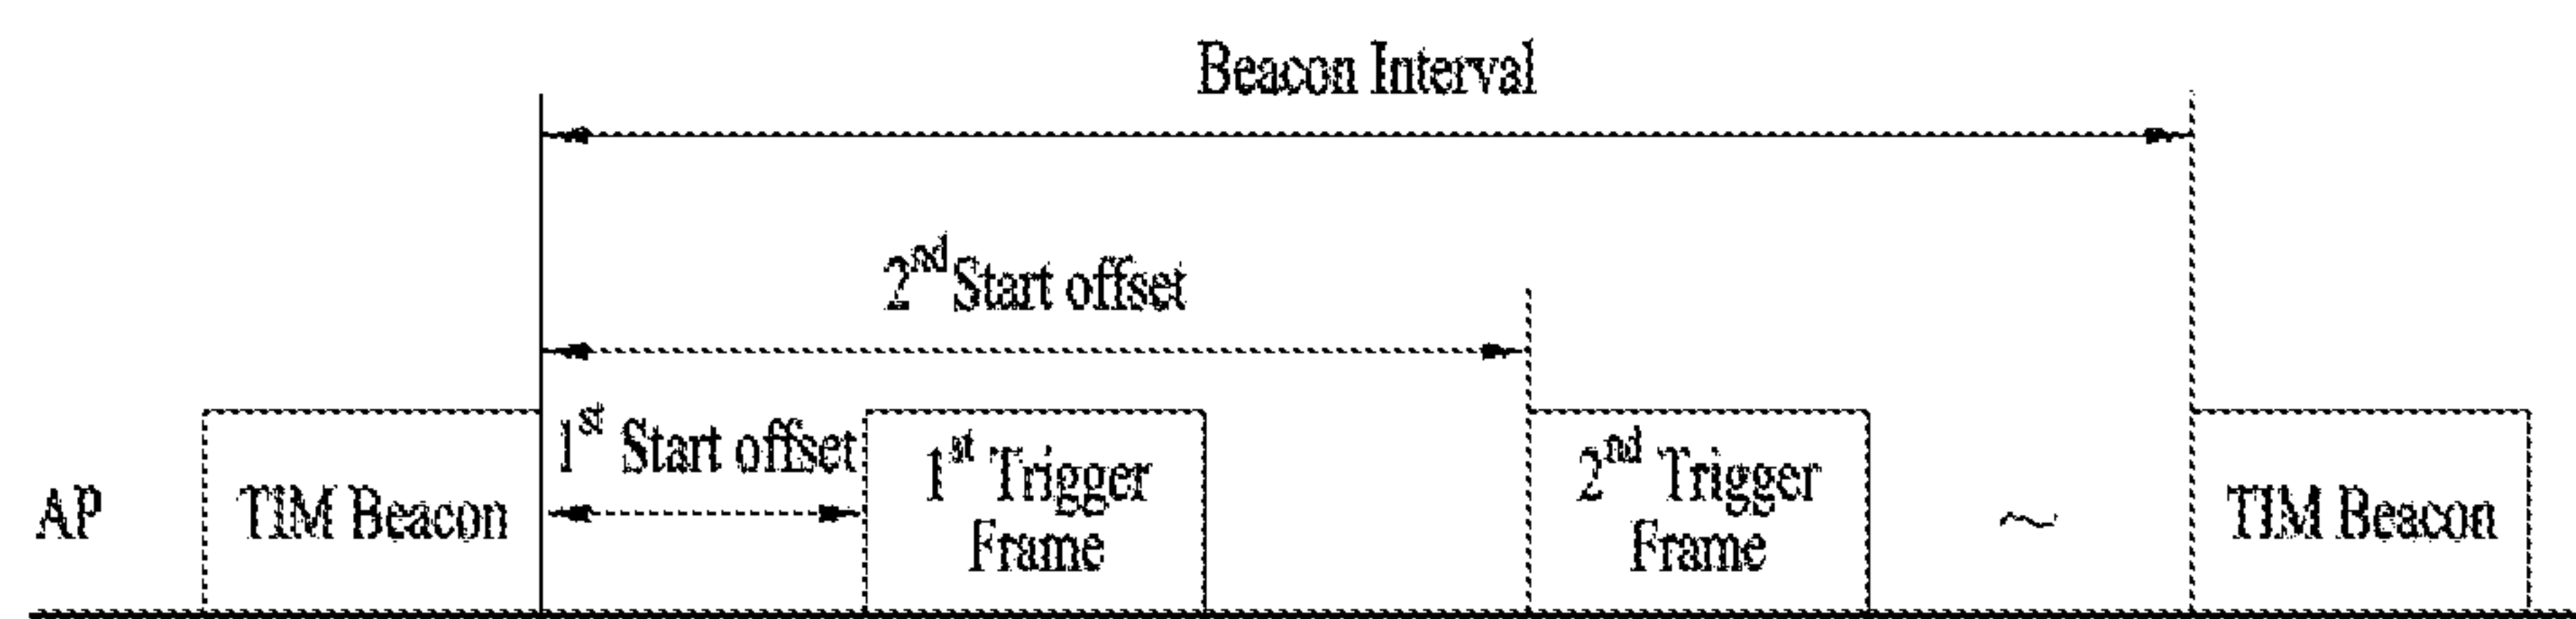 Beacon Interval
2nd Start offset
1st Start offset
1st Trigger
Frame
2nd Trigger
Frame
AP
TIM Beacon
~
TIM Beacon